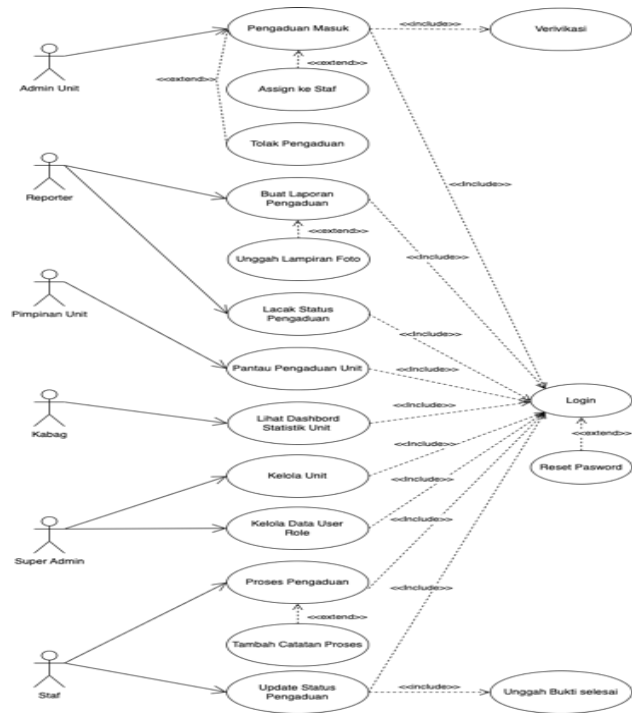 Pengaduan Masuk
<<Include>>
Verivikasi
Admin Unit
<<extend>>
<<extend>>
Assign ke Staf
Tolak Pengaduan
<<Include>>
Reporter
Buat Laporan
Pengaduan
<<extend>>
<<Include>>
Unggah Lampiran Foto
Pimpinan Unit
Lacak Status
Pengaduan
<<Include>>
Pantau Pengaduan Unit
<<Include>>
Login
Kabag
Lihat Dashbord
Statistik Unit
<<Include>>
<<extend>>
<<Include>>
Kelola Unit
Reset Pasword
<<Include>>
Super Admin
Kelola Data User
Role
<<Include>>
Proses Pengaduan
<<extend>>
<<Include>>
Tambah Catatan Proses
Staf
Update Status
Pengaduan
<<include>>
Unggah Bukti selesai